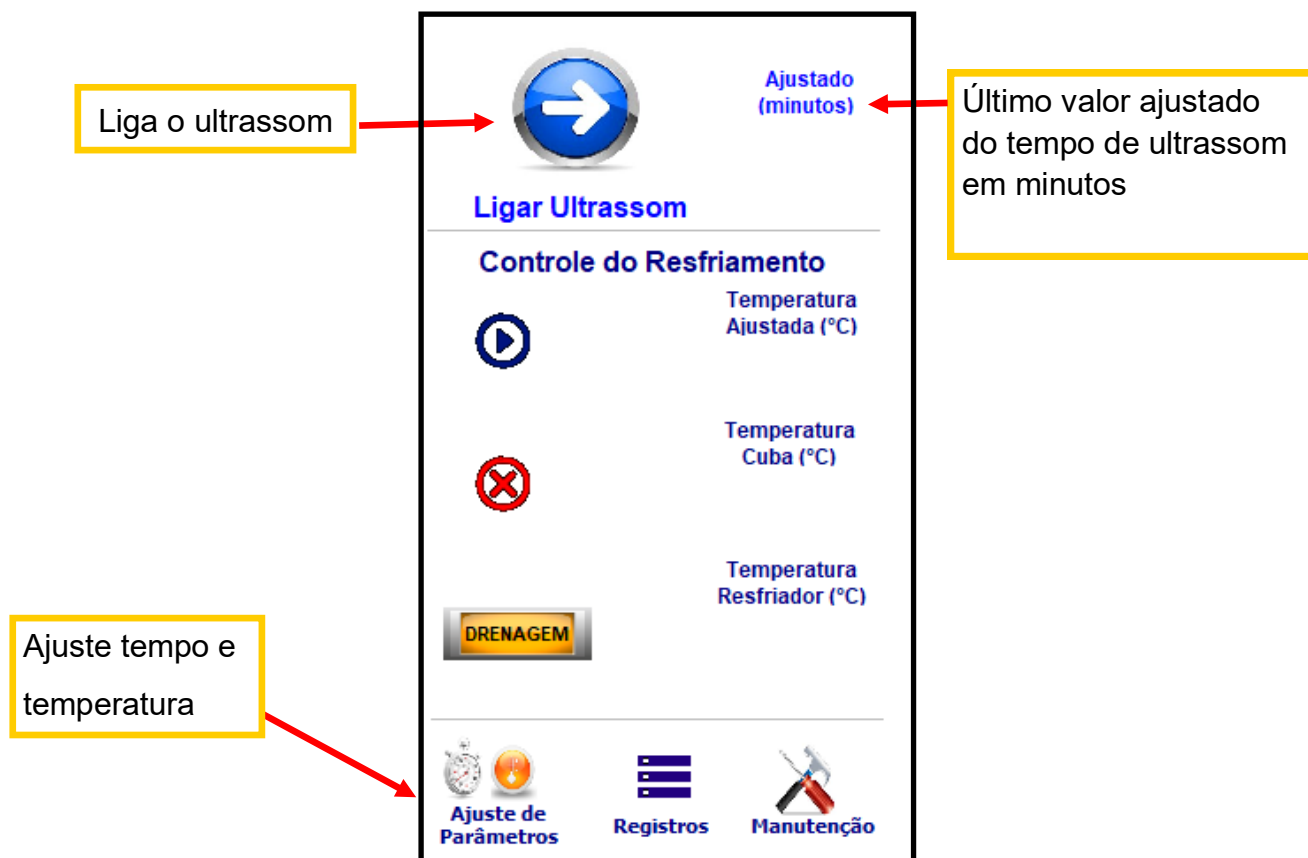 Liga o ultrassom
Ajustado
(minutos)
Último valor ajustado
do tempo de ultrassom
em minutos
Ligar Ultrassom
Controle do Resfriamento
Temperatura
Ajustada (°C)
Temperatura
Cuba (°C)
Temperatura
Resfriador (°C)
DRENAGEM
Ajuste tempo e
temperatura
Ajuste de
Parâmetros
Registros
Manutenção